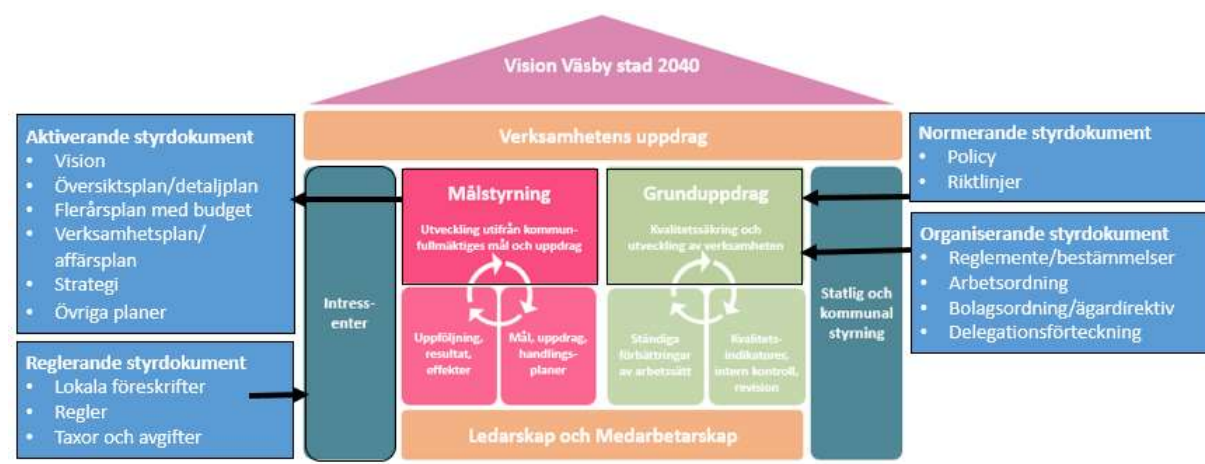 Vision Väsby stad 2040
Verksamhetens uppdrag
Aktiverande styrdokument
• Vision
• Översiktsplan/detaljplan
• Flerårsplan med budget
• Verksamhetsplan/
affärsplan
• Strategi
• Övriga planer
Reglerande styrdokument
• Lokala föreskrifter
• Regler
• Taxor och avgifter
Intress-
enter
Målstyrning
Utveckling utifrån kommun-
fullmäktiges mål och uppdrag
Uppföljning,
resultat,
effekter
Mål, uppdrag,
handlings-
planer
Grunduppdrag
Kvalitetssäkring och
utveckling av verksamheten
Ständiga
förbättringar
av arbetssätt
Kvalitets-
indikatorer,
intern kontroll,
revision
Statlig och
kommunal
styrning
Ledarskap och Medarbetarskap
Normerande styrdokument
• Policy
• Riktlinjer
Organiserande styrdokument
• Reglemente/bestämmelser
• Arbetsordning
• Bolagsordning/ägardirektiv
• Delegationsförteckning